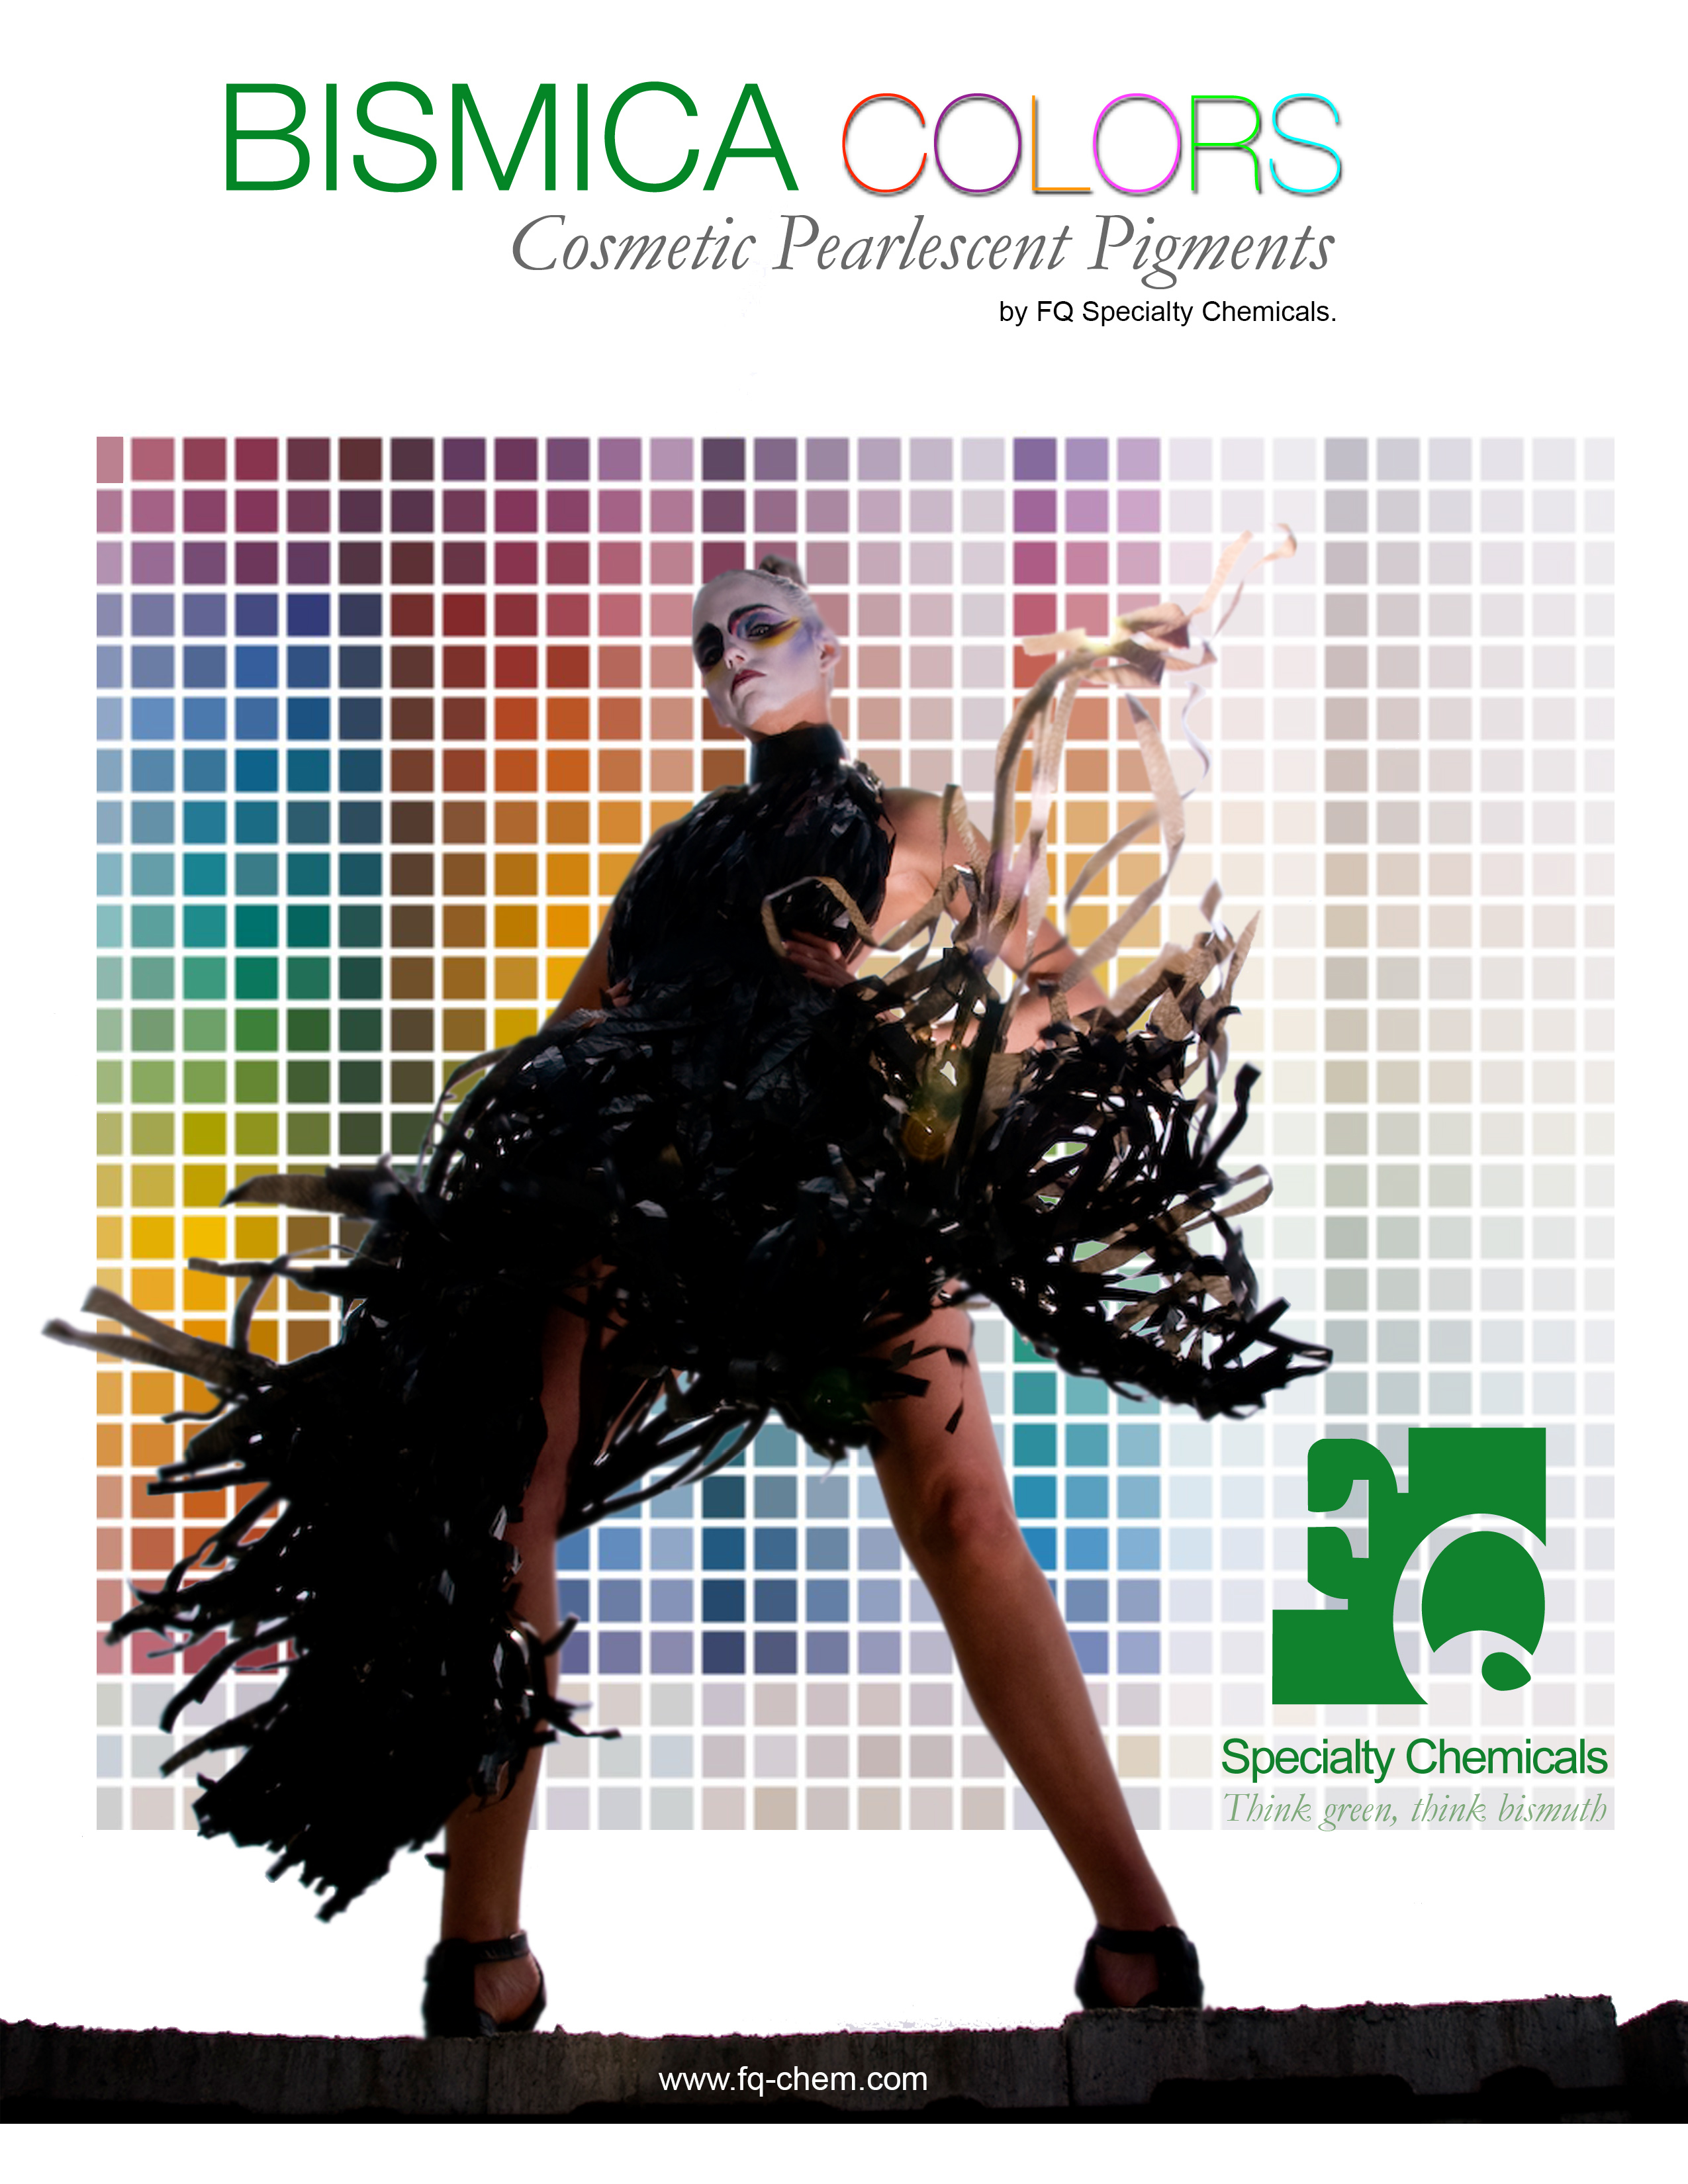 BISMICA COLORS
Cosmetic Pearlescent Pigments
by FQ Specialty Chemicals.
FQ
Specialty Chemicals
Think green, think bismuth
www.fq-chem.com